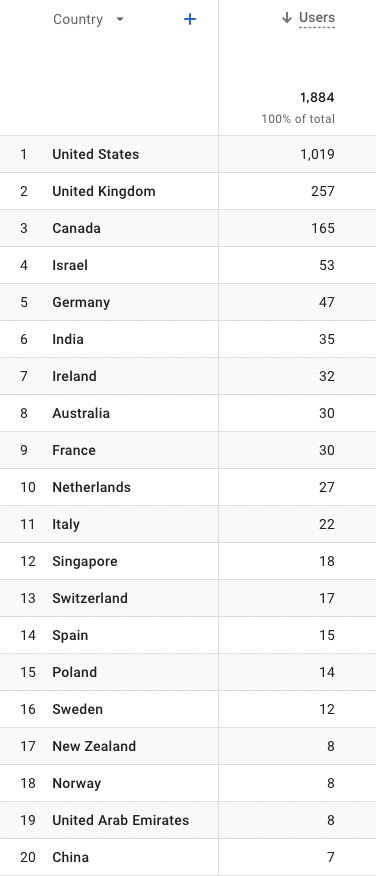 Country Users
1,884
100% of total
1 United States 1,019
2 United Kingdom 257
3 Canada 165
4 Israel 53
5 Germany 47
6 India 35
7 Ireland 32
8 Australia 30
9 France 30
10 Netherlands 27
11 Italy 22
12 Singapore 18
13 Switzerland 17
14 Spain 15
15 Poland 14
16 Sweden 12
17 New Zealand 8
18 Norway 8
19 United Arab Emirates 8
20 China 7